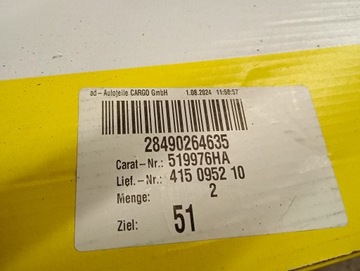 ad-Autoteile CARGO GmbH 1.08.2024 11:56:57
28490264635
Carat-Nr.: 519976HA
Lief.-Nr.: 415 0952 10
Menge: 2
Ziel: 51